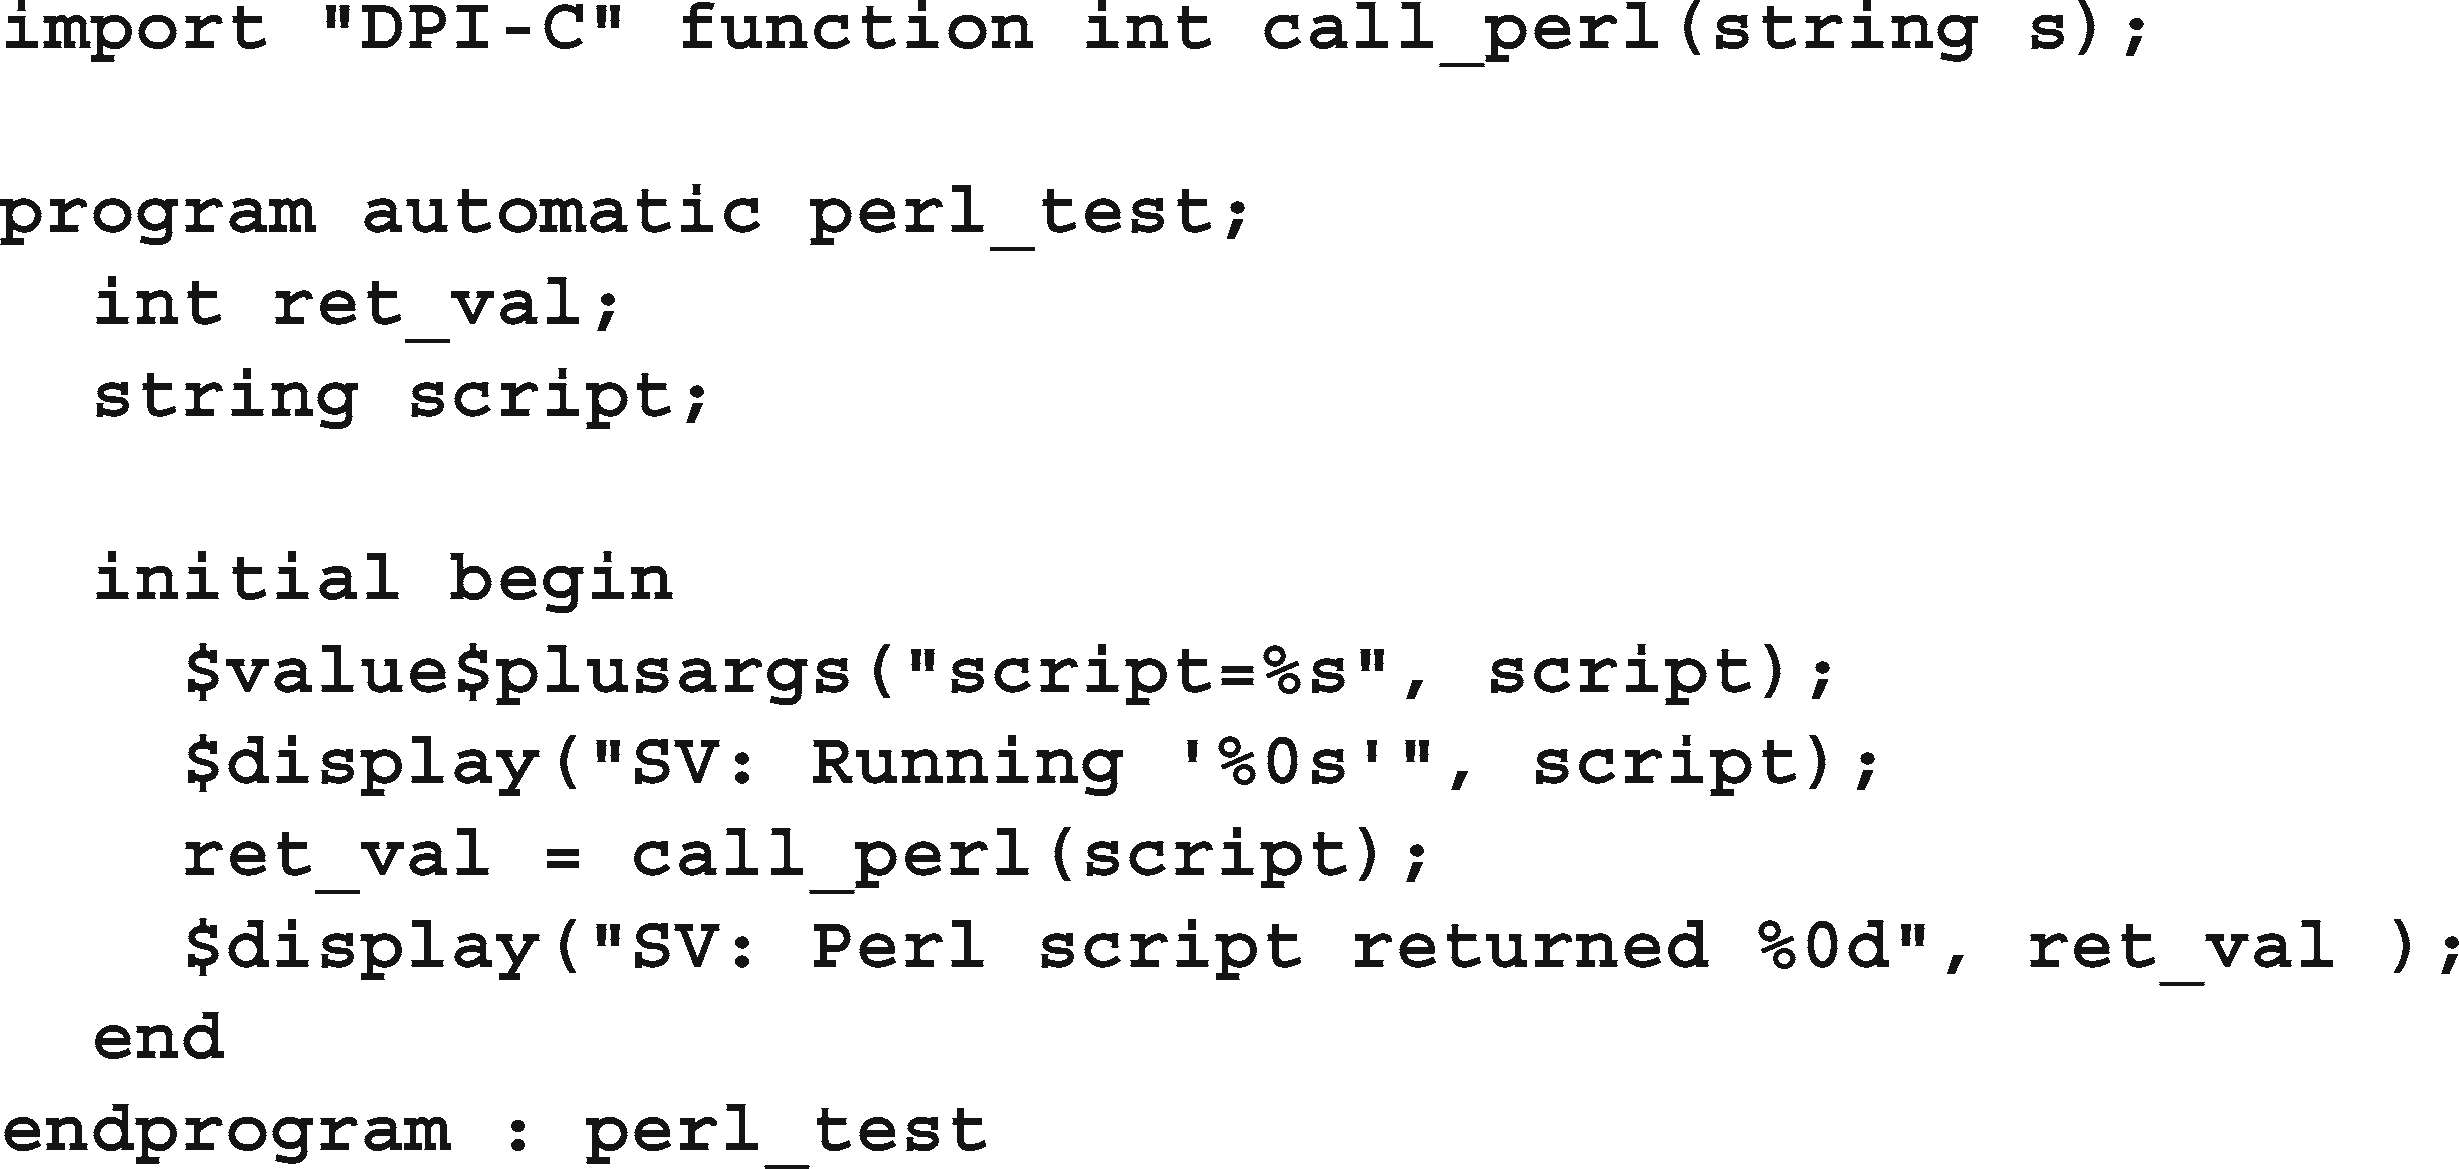 import "DPI-C" function int call_perl(string s);

program automatic perl_test;
  int ret_val;
  string script;

  initial begin
    $value$plusargs("script=%s", script);
    $display("SV: Running '%0s'", script);
    ret_val = call_perl(script);
    $display("SV: Perl script returned %0d", ret_val );
  end
endprogram : perl_test